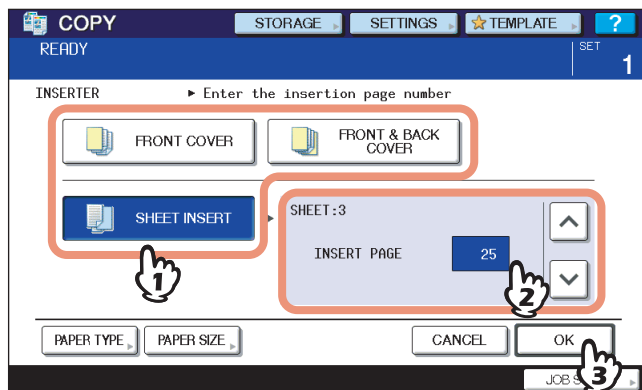 COPY
STORAGE
SETTINGS
TEMPLATE
?
READY
SET
1
INSERTER
▶ Enter the insertion page number
FRONT COVER
FRONT & BACK
COVER
SHEET INSERT
SHEET:3
INSERT PAGE
25
1
2
PAPER TYPE
PAPER SIZE
CANCEL
OK
3
JOB S